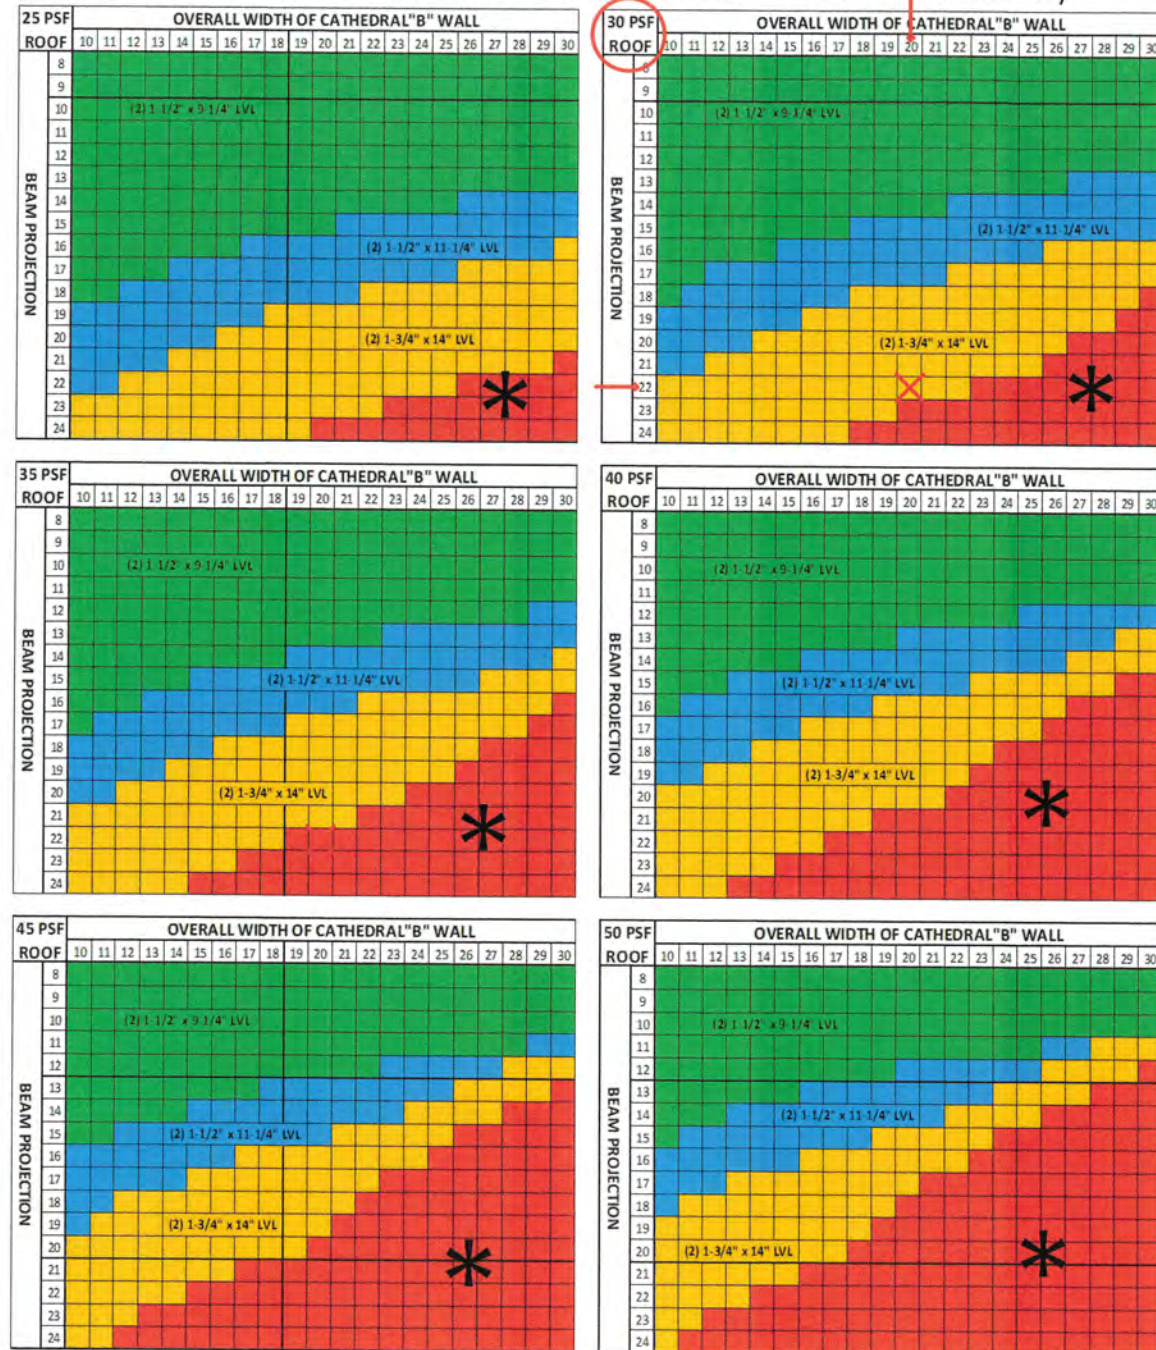 25 PSF OVERALL WIDTH OF CATHEDRAL"B" WALL
ROOF 10 11 12 13 14 15 16 17 18 19 20 21 22 23 24 25 26 27 28 29 30
BEAM PROJECTION
8
9
10 (2) 1-1/2" x 9-1/4" LVL
11
12
13
14
15
16 (2) 1-1/2" x 11-1/4" LVL
17
18
19
20 (2) 1-3/4" x 14" LVL
21
22
23 *
24
30 PSF OVERALL WIDTH OF CATHEDRAL"B" WALL
ROOF 10 11 12 13 14 15 16 17 18 19 20 21 22 23 24 25 26 27 28 29 30
BEAM PROJECTION
8
9
10 (2) 1-1/2" x 9-1/4" LVL
11
12
13
14
15 (2) 1-1/2" x 11-1/4" LVL
16
17
18
19
20 (2) 1-3/4" x 14" LVL
21
22 X *
23
24
35 PSF OVERALL WIDTH OF CATHEDRAL"B" WALL
ROOF 10 11 12 13 14 15 16 17 18 19 20 21 22 23 24 25 26 27 28 29 30
BEAM PROJECTION
8
9
10 (2) 1-1/2" x 9-1/4" LVL
11
12
13
14
15 (2) 1-1/2" x 11-1/4" LVL
16
17
18
19
20 (2) 1-3/4" x 14" LVL
21
22 *
23
24
40 PSF OVERALL WIDTH OF CATHEDRAL"B" WALL
ROOF 10 11 12 13 14 15 16 17 18 19 20 21 22 23 24 25 26 27 28 29 30
BEAM PROJECTION
8
9
10 (2) 1-1/2" x 9-1/4" LVL
11
12
13
14
15 (2) 1-1/2" x 11-1/4" LVL
16
17
18
19 (2) 1-3/4" x 14" LVL
20 *
21
22
23
24
45 PSF OVERALL WIDTH OF CATHEDRAL"B" WALL
ROOF 10 11 12 13 14 15 16 17 18 19 20 21 22 23 24 25 26 27 28 29 30
BEAM PROJECTION
8
9
10 (2) 1-1/2" x 9-1/4" LVL
11
12
13
14
15 (2) 1-1/2" x 11-1/4" LVL
16
17
18
19 (2) 1-3/4" x 14" LVL
20
21 *
22
23
24
50 PSF OVERALL WIDTH OF CATHEDRAL"B" WALL
ROOF 10 11 12 13 14 15 16 17 18 19 20 21 22 23 24 25 26 27 28 29 30
BEAM PROJECTION
8
9
10 (2) 1-1/2" x 9-1/4" LVL
11
12
13
14 (2) 1-1/2" x 11-1/4" LVL
15
16
17
18
19
20 (2) 1-3/4" x 14" LVL *
21
22
23
24